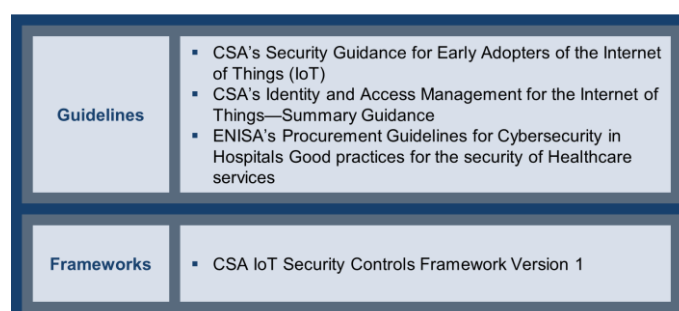 Guidelines
▪ CSA's Security Guidance for Early Adopters of the Internet
of Things (IoT)
▪ CSA's Identity and Access Management for the Internet of
Things—Summary Guidance
▪ ENISA's Procurement Guidelines for Cybersecurity in
Hospitals Good practices for the security of Healthcare
services
Frameworks
▪ CSA IoT Security Controls Framework Version 1